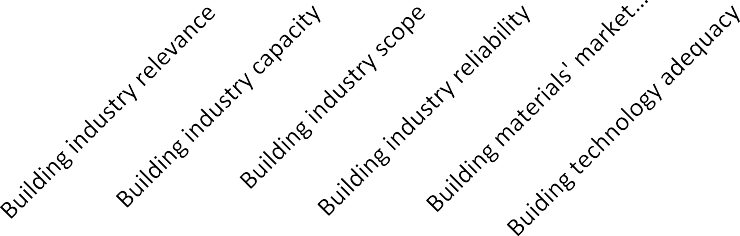 Building industry relevance
Building industry capacity
Building industry scope
Building industry reliability
Building materials' market...
Buiding technology adequacy